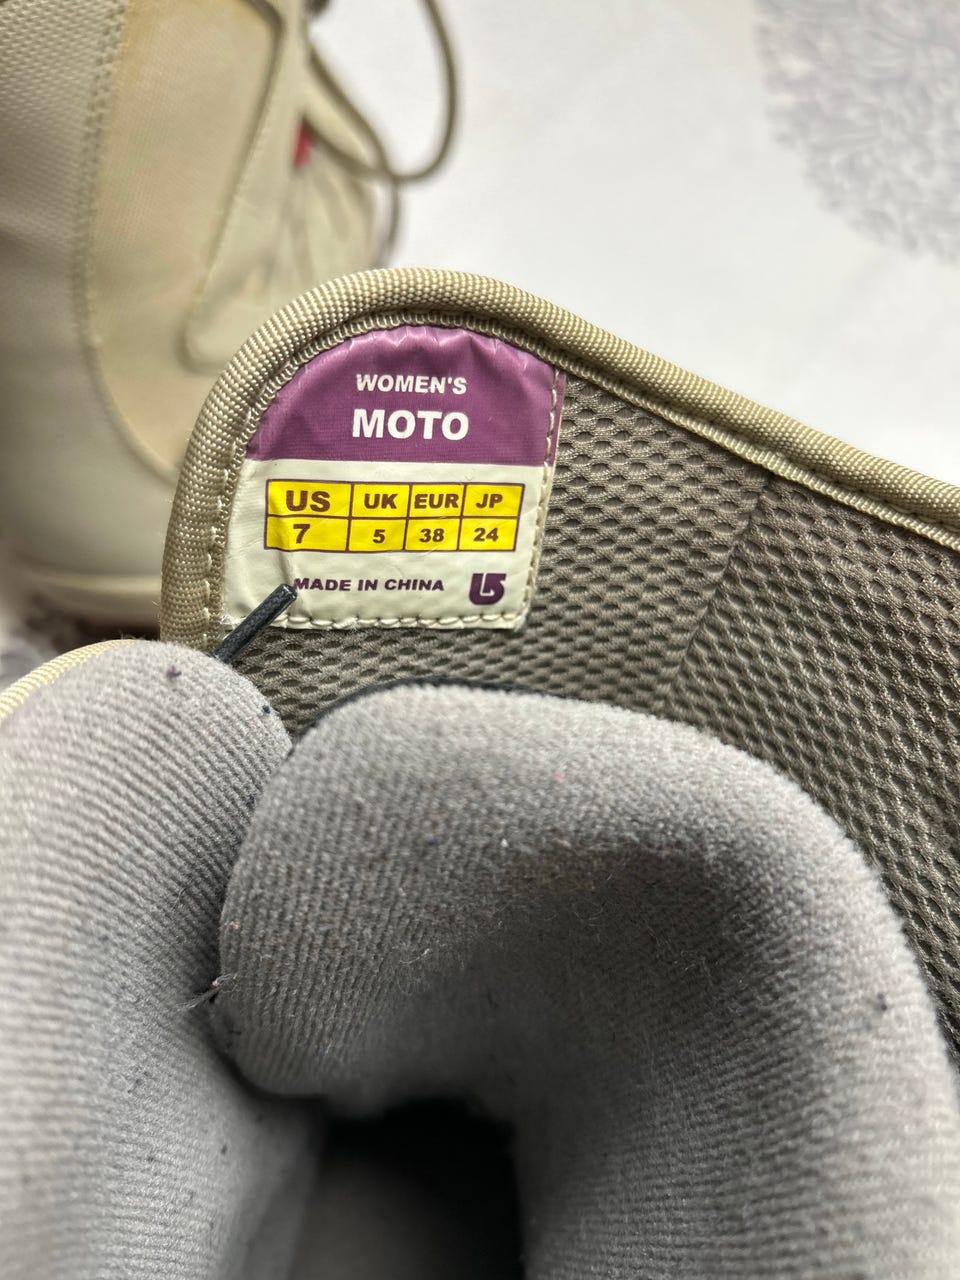 WOMEN'S
MOTO
US UK EUR JP
7 5 38 24
MADE IN CHINA